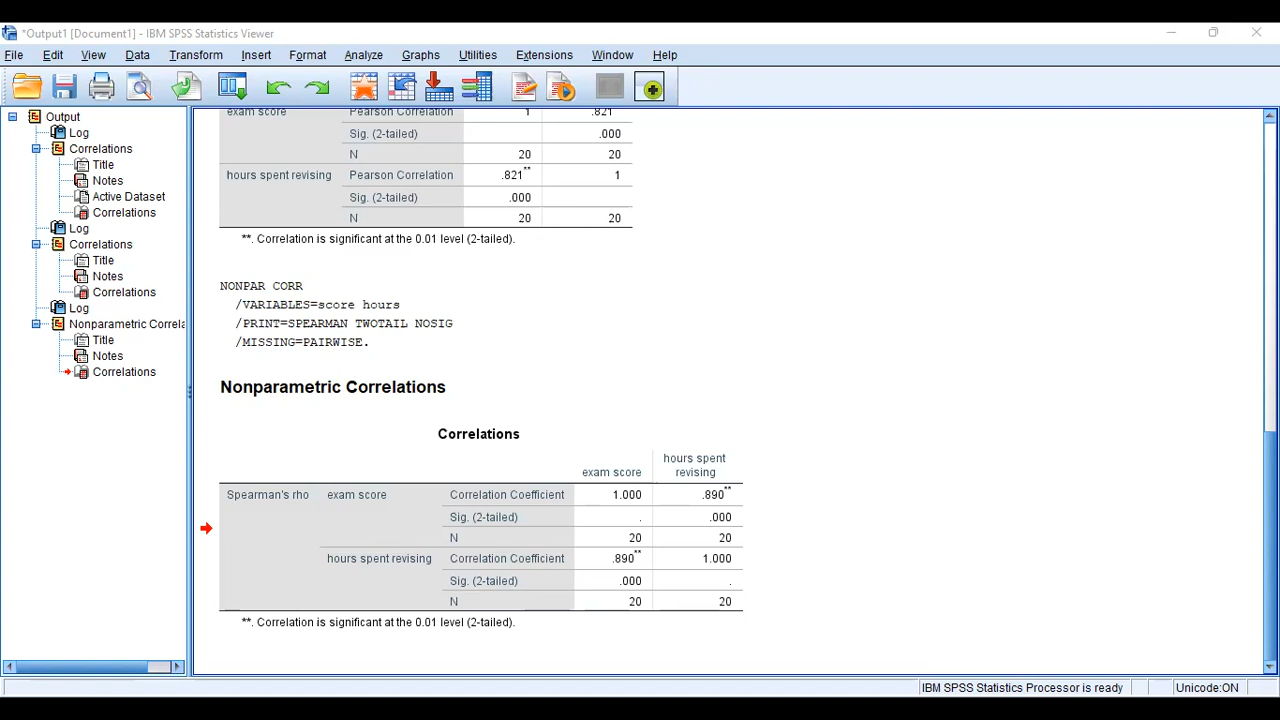 *Output1 [Document1] - IBM SPSS Statistics Viewer
File Edit View Data Transform Insert Format Analyze Graphs Utilities Extensions Window Help
Output
Log
Correlations
Title
Notes
Active Dataset
Correlations
Log
Correlations
Title
Notes
Correlations
Log
Nonparametric Correla
Title
Notes
Correlations
exam score Pearson Correlation 1 .821
Sig. (2-tailed) .000
N 20 20
hours spent revising Pearson Correlation .821** 1
Sig. (2-tailed) .000
N 20 20
**. Correlation is significant at the 0.01 level (2-tailed).
NONPAR CORR
/VARIABLES=score hours
/PRINT=SPEARMAN TWOTAIL NOSIG
/MISSING=PAIRWISE.
Nonparametric Correlations
Correlations
exam score hours spent revising
Spearman's rho exam score Correlation Coefficient 1.000 .890**
Sig. (2-tailed) . .000
N 20 20
hours spent revising Correlation Coefficient .890** 1.000
Sig. (2-tailed) .000 .
N 20 20
**. Correlation is significant at the 0.01 level (2-tailed).
IBM SPSS Statistics Processor is ready Unicode:ON